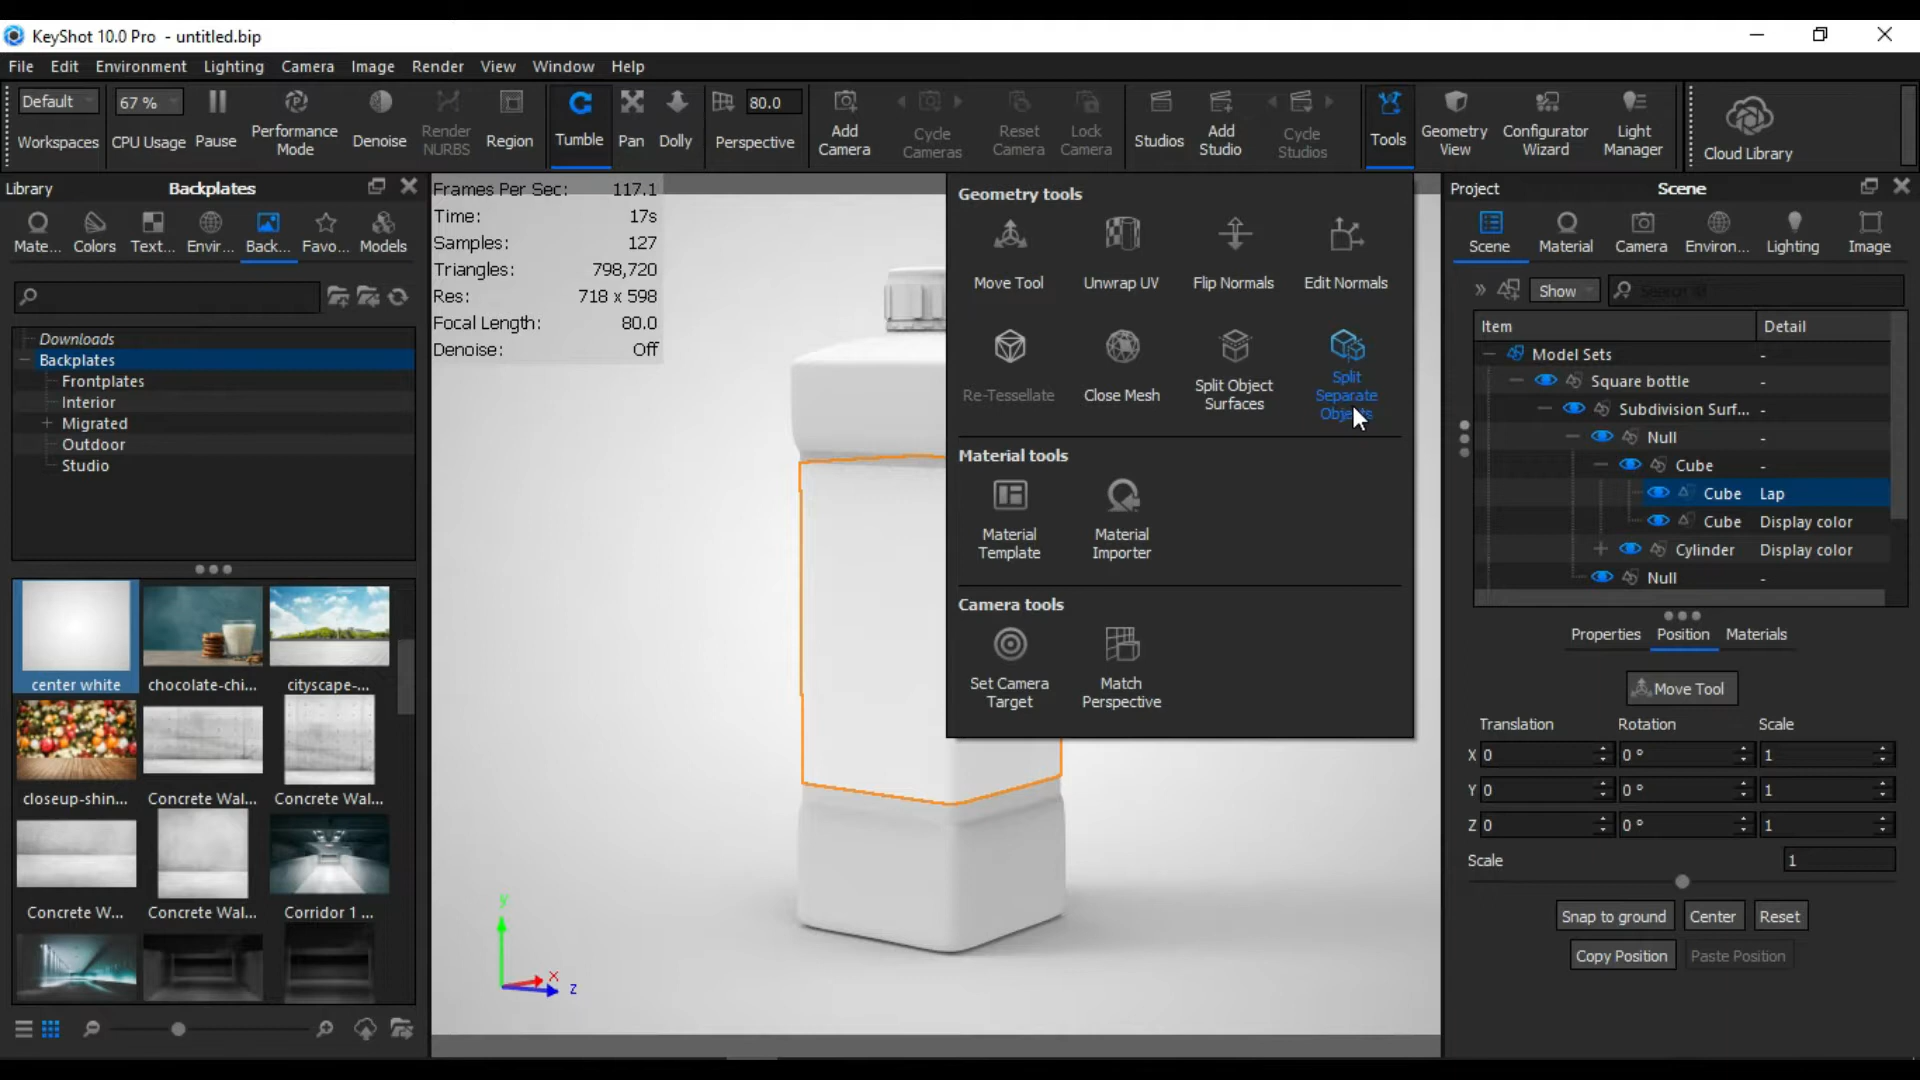 KeyShot 10.0 Pro - untitled.bip
File Edit Environment Lighting Camera Image Render View Window Help
Default
67 %
80.0
Workspaces
CPU Usage
Pause
Performance
Mode
Denoise
Render
NURBS
Region
Tumble
Pan
Dolly
Perspective
Add
Camera
Cycle
Cameras
Reset
Camera
Lock
Camera
Studios
Add
Studio
Cycle
Studios
Tools
Geometry
View
Configurator
Wizard
Light
Manager
Cloud Library
Library
Backplates
Mate... Colors Text... Envir... Back... Favo... Models
Downloads
Backplates
Frontplates
Interior
Migrated
Outdoor
Studio
center white
chocolate-chi...
cityscape-...
closeup-shin...
Concrete Wal...
Concrete Wal...
Concrete W...
Concrete Wal...
Corridor 1 ...
Frames Per Sec: 117.1
Time: 17s
Samples: 127
Triangles: 798,720
Res: 718 x 598
Focal Length: 80.0
Denoise: Off
y
x
z
Geometry tools
Move Tool
Unwrap UV
Flip Normals
Edit Normals
Re-Tessellate
Close Mesh
Split Object
Surfaces
Split
Separate
Objects
Material tools
Material
Template
Material
Importer
Camera tools
Set Camera
Target
Match
Perspective
Project
Scene
Scene Material Camera Environ... Lighting Image
Show
Item Detail
Model Sets -
Square bottle -
Subdivision Surf... -
Null -
Cube -
Cube Lap
Cube Display color
Cylinder Display color
Null -
Properties Position Materials
Move Tool
Translation Rotation Scale
X 0 0 ° 1
Y 0 0 ° 1
Z 0 0 ° 1
Scale 1
Snap to ground Center Reset
Copy Position Paste Position